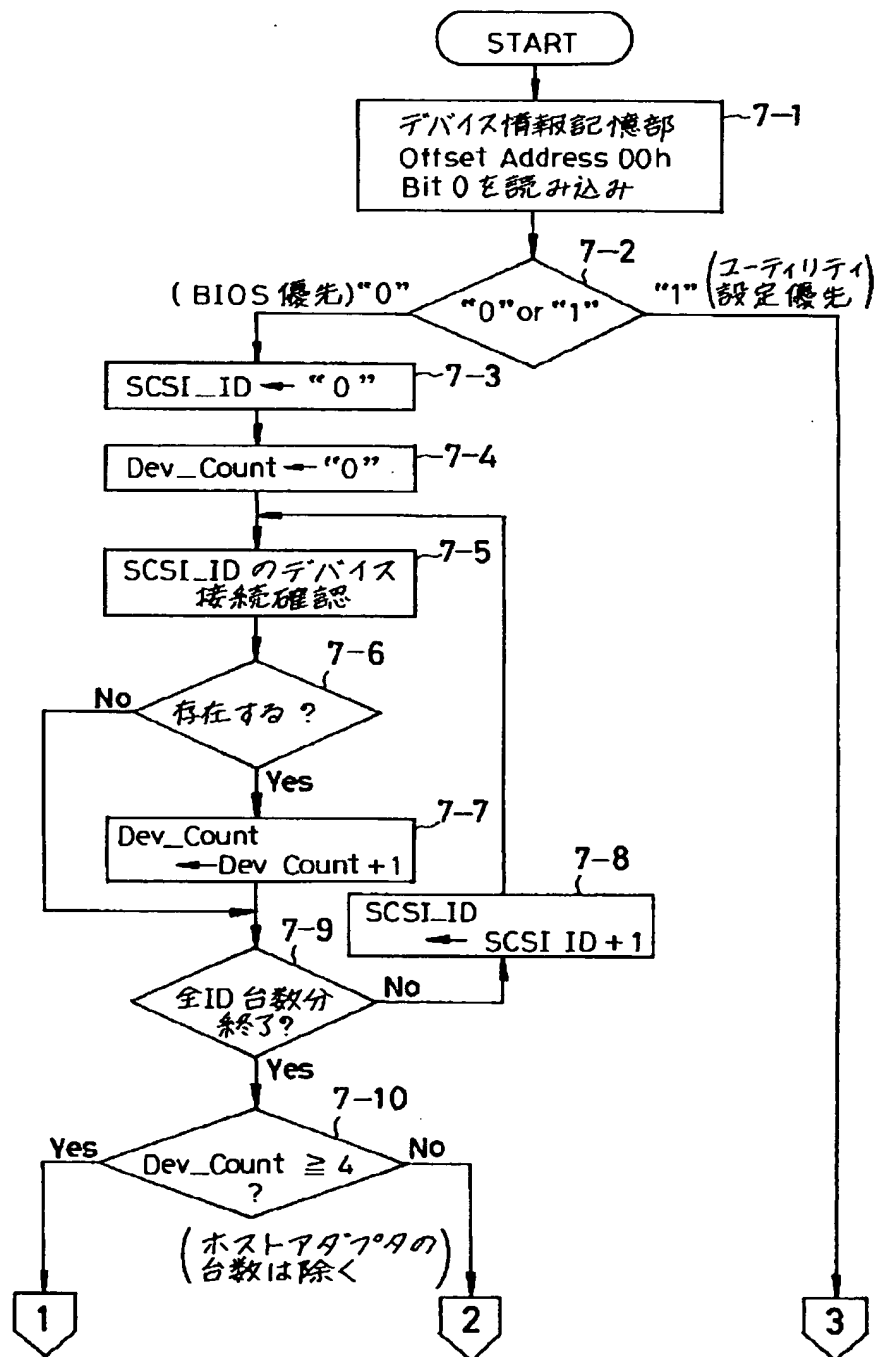 START
デバイス情報記憶部
Offset Address 00h
Bit 0 を読み込み
7-1
7-2
(BIOS 優先) "0"
"0" or "1"
"1" (ユーティリティ
設定優先)
SCSI_ID ← "0"
7-3
Dev_Count ← "0"
7-4
7-5
SCSI_ID のデバイス
接続確認
7-6
No
存在する ?
Yes
7-7
Dev_Count
←Dev Count+1
7-8
SCSI_ID
← SCSI ID+1
7-9
全ID 台数分
終了?
No
Yes
7-10
Yes
Dev_Count ≧ 4
?
No
(ホストアダプタの
台数は除く)
1
2
3